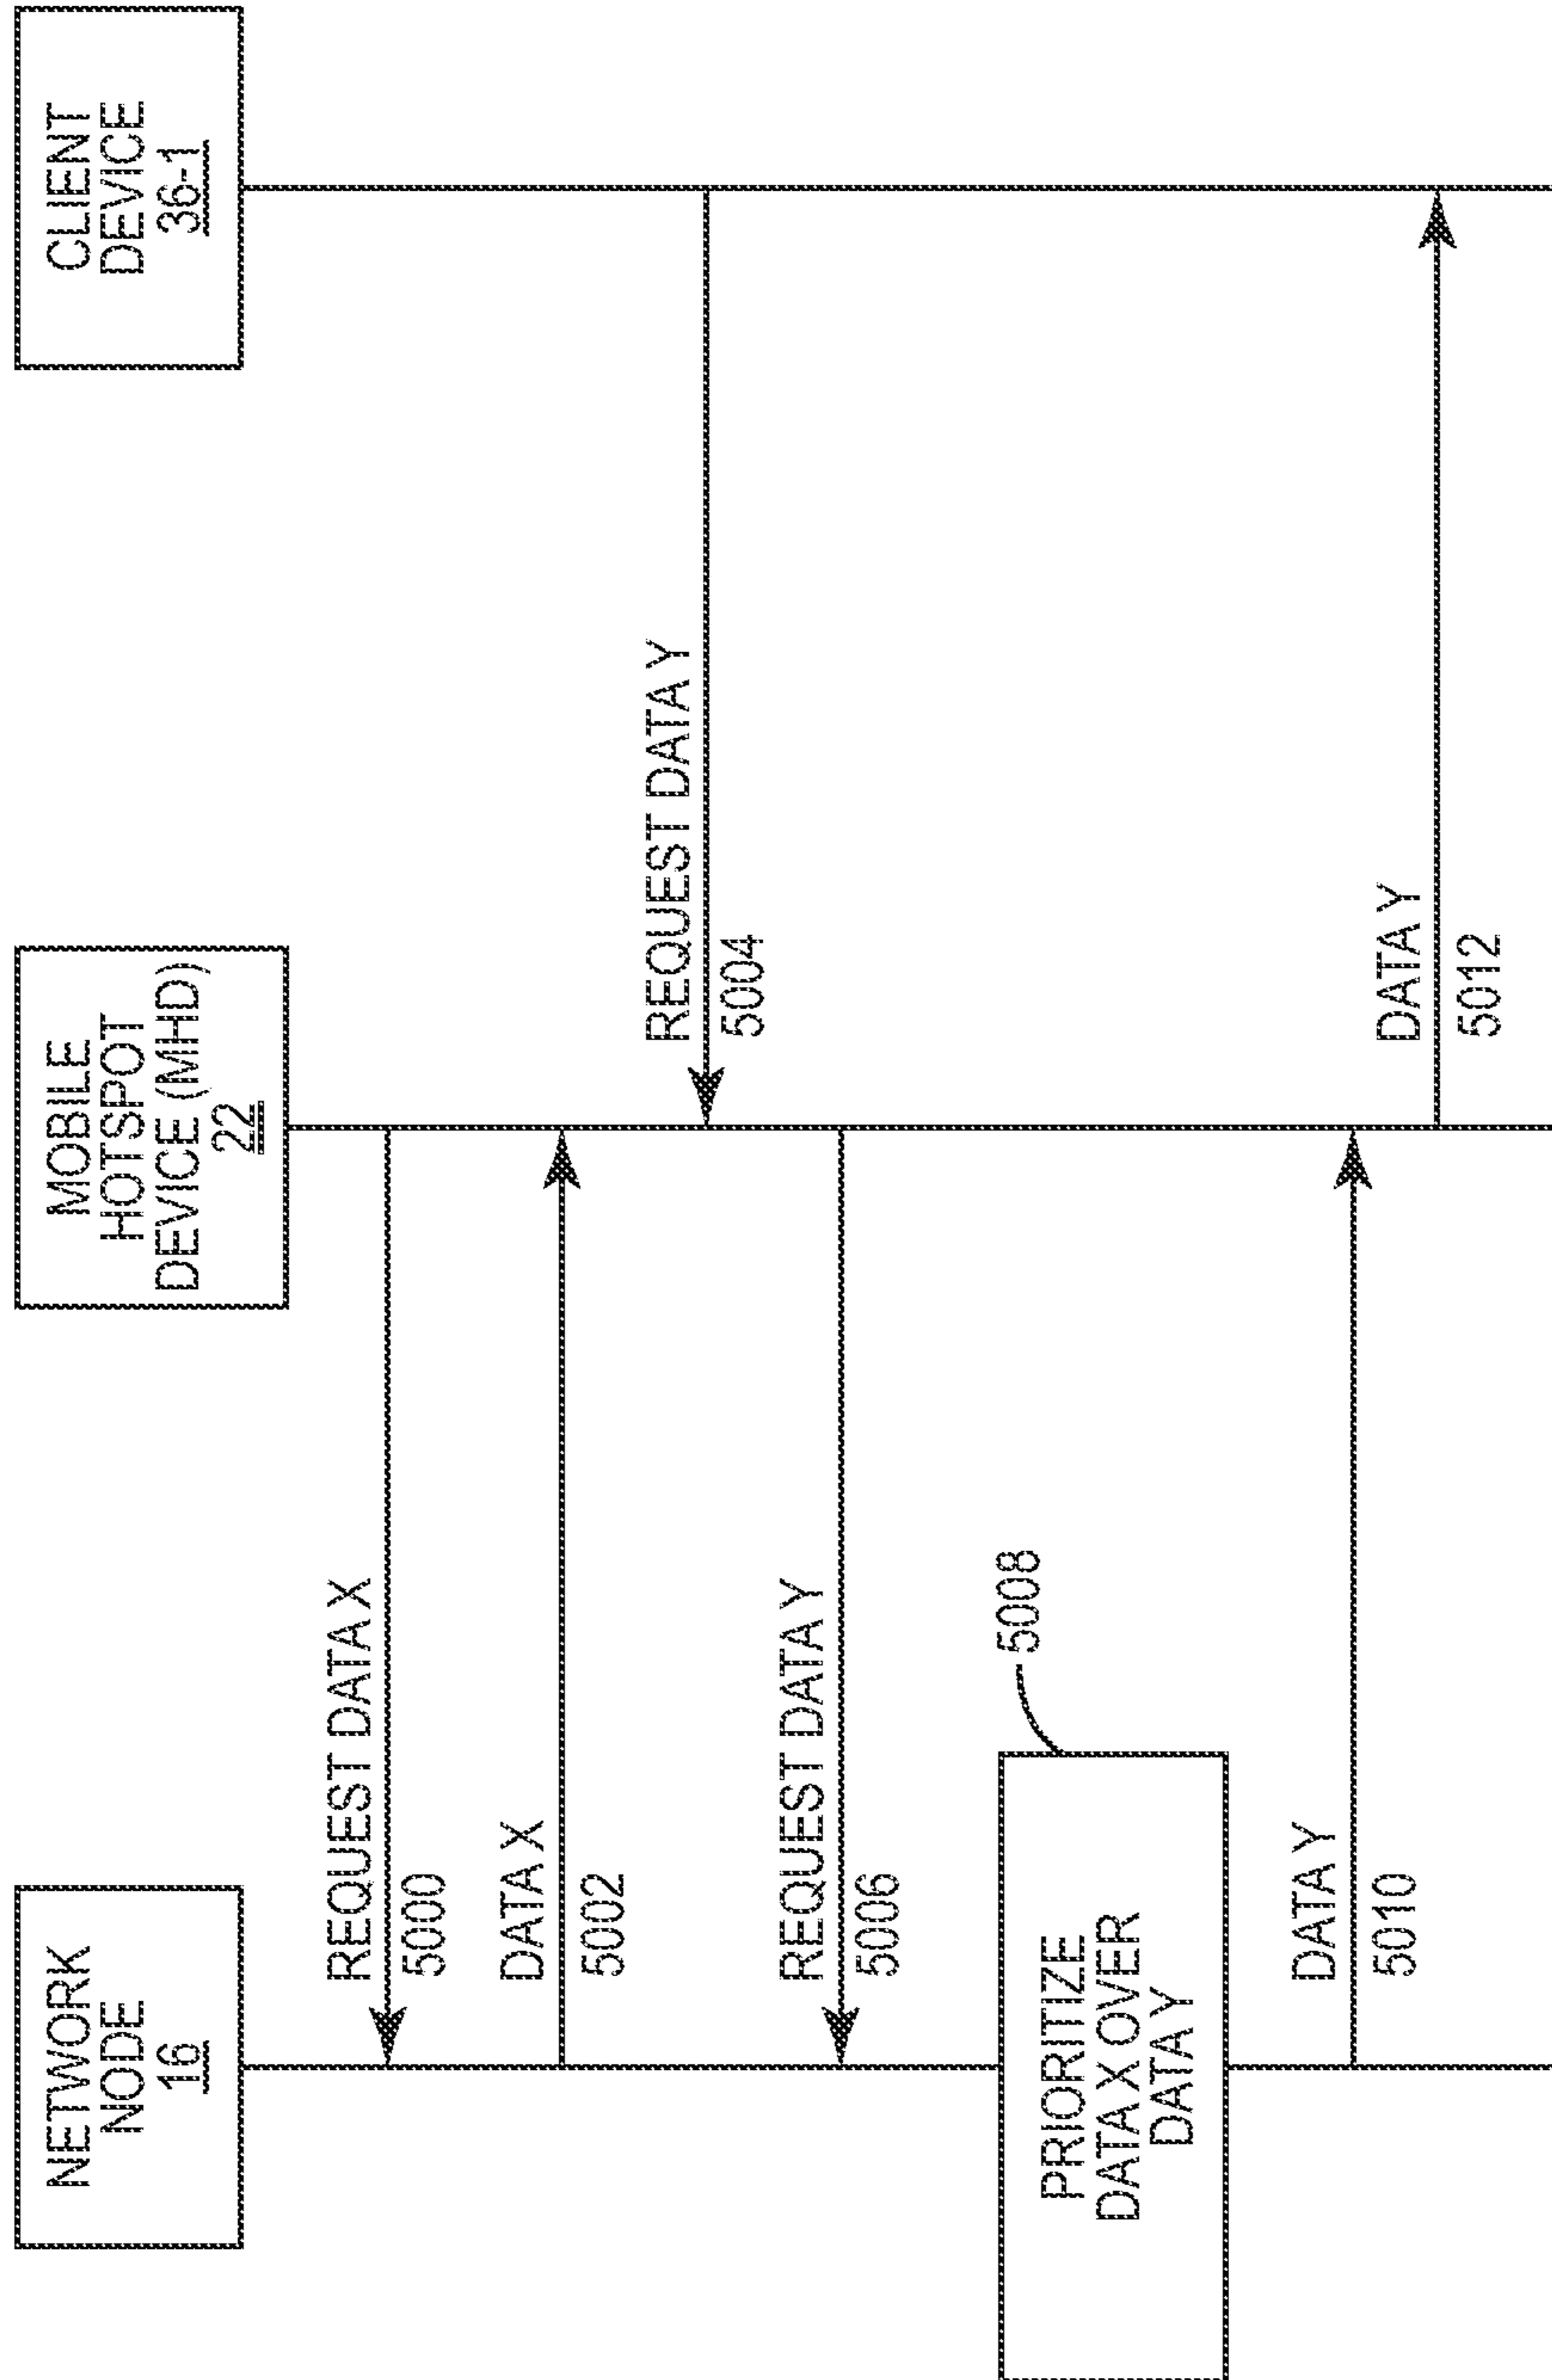 NETWORK
NODE
16
MOBILE
HOTSPOT
DEVICE (MHD)
22
CLIENT
DEVICE
36-1
REQUEST DATA X
5000
DATA X
5002
REQUEST DATA Y
5004
REQUEST DATA Y
5006
5008
PRIORITIZE
DATA X OVER
DATA Y
DATA Y
5010
DATA Y
5012